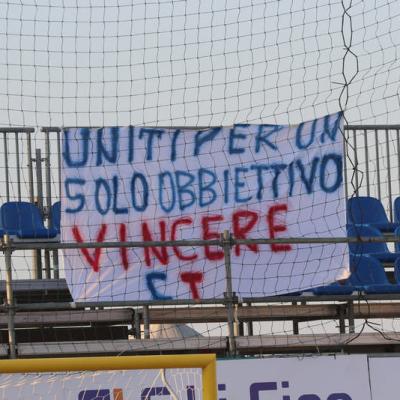 UNITI PER UN
SOLO OBBIETTIVO
VINCERE
CT